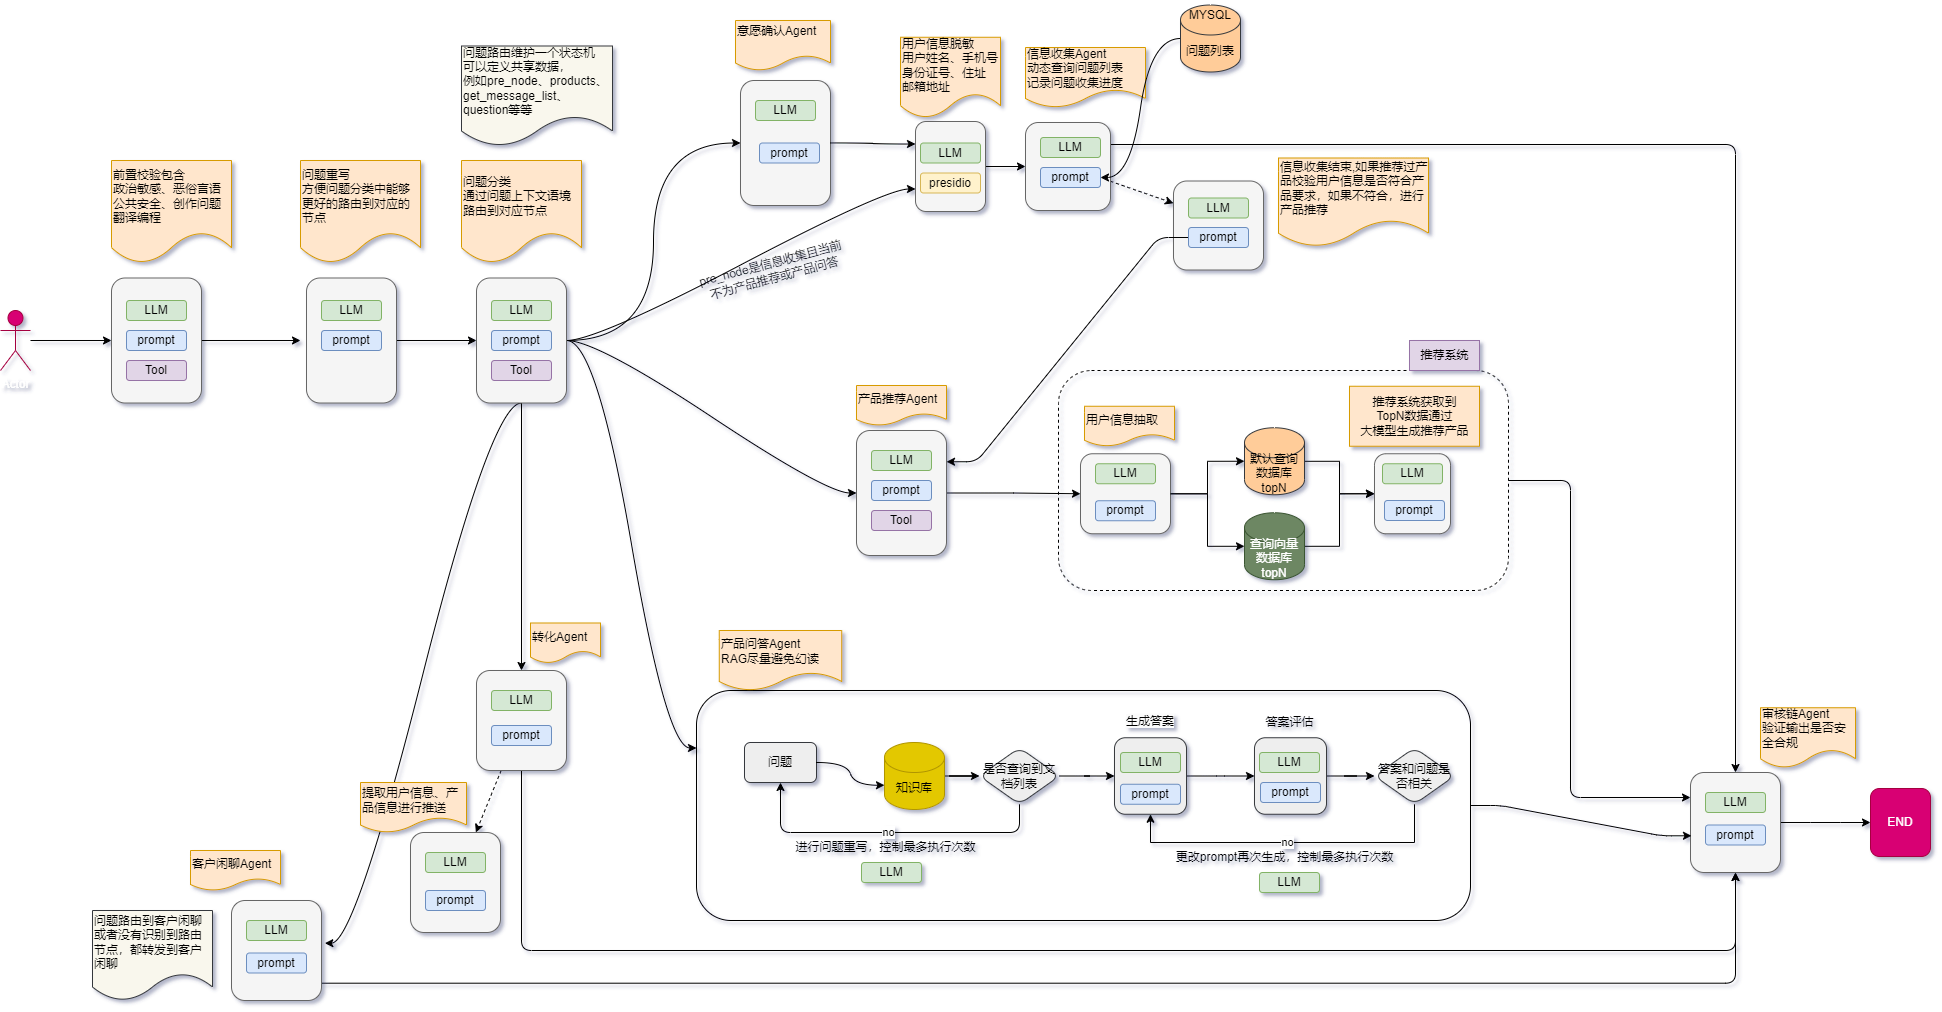 MYSQL
问题列表
意愿确认Agent
用户信息脱敏
用户姓名、手机号
身份证号、住址
邮箱地址
信息收集Agent
动态查询问题列表
记录问题收集进度
问题路由维护一个状态机
可以定义共享数据，
例如pre_node、products、
get_message_list、
question等等
LLM
prompt
LLM
presidio
LLM
prompt
信息收集结束,如果推荐过产
品校验用户信息是否符合产
品要求，如果不符合，进行
产品推荐
LLM
prompt
前置校验包含
政治敏感、恶俗言语
公共安全、创作问题
翻译编程
问题重写
方便问题分类中能够
更好的路由到对应的
节点
问题分类
通过问题上下文语境
路由到对应节点
pre_node是信息收集且当前
不为产品推荐或产品问答
Actor
LLM
prompt
Tool
LLM
prompt
LLM
prompt
Tool
推荐系统
产品推荐Agent
LLM
prompt
Tool
用户信息抽取
LLM
prompt
默认查询
数据库
topN
查询向量
数据库
topN
推荐系统获取到
TopN数据通过
大模型生成推荐产品
LLM
prompt
转化Agent
LLM
prompt
产品问答Agent
RAG尽量避免幻读
问题
知识库
是否查询到文
档列表
生成答案
LLM
prompt
答案评估
LLM
prompt
答案和问题是
否相关
no
进行问题重写，控制最多执行次数
LLM
no
更改prompt再次生成，控制最多执行次数
LLM
审核链Agent
验证输出是否安
全合规
LLM
prompt
END
提取用户信息、产
品信息进行推送
LLM
prompt
客户闲聊Agent
问题路由到客户闲聊
或者没有识别到路由
节点，都转发到客户
闲聊
LLM
prompt